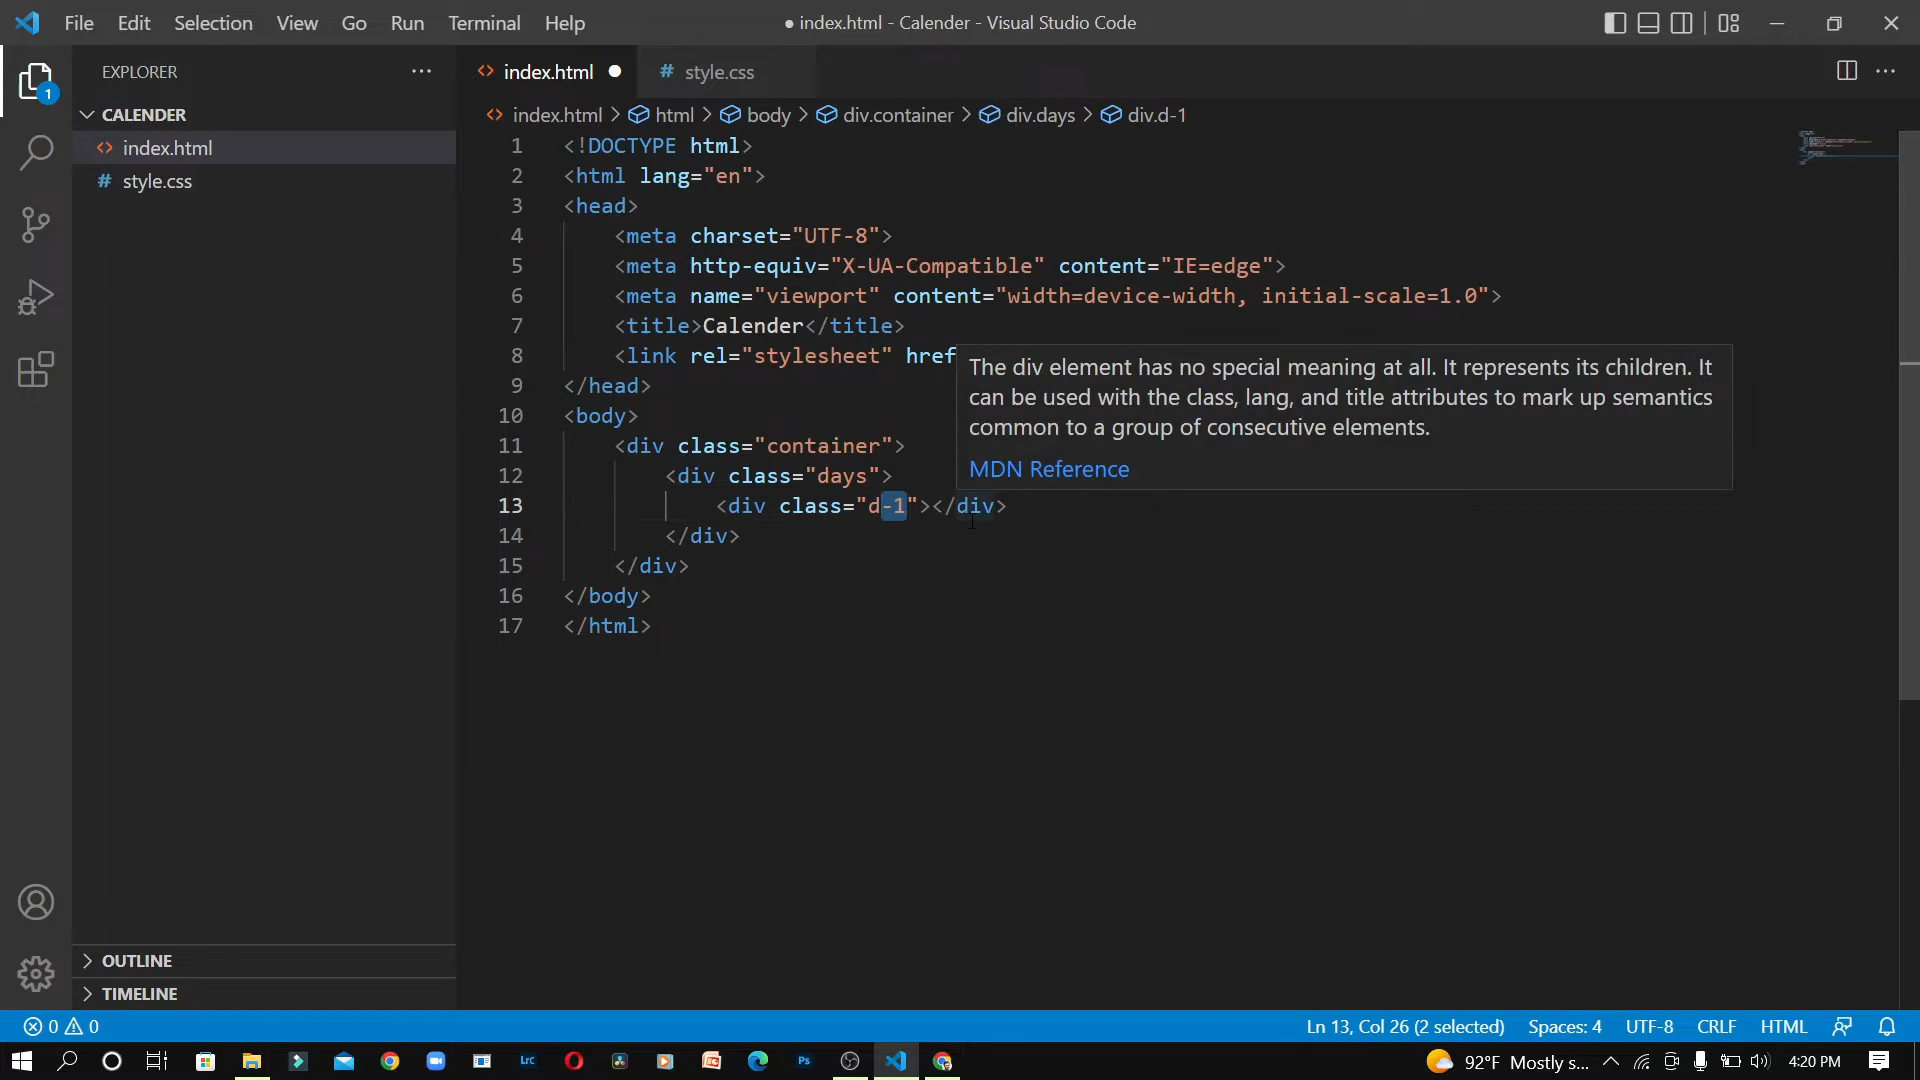 File Edit Selection View Go Run Terminal Help
● index.html - Calender - Visual Studio Code
EXPLORER
index.html
# style.css
1
CALENDER
index.html > html > body > div.container > div.days > div.d-1
index.html
# style.css
1 <!DOCTYPE html>
2 <html lang="en">
3 <head>
4 <meta charset="UTF-8">
5 <meta http-equiv="X-UA-Compatible" content="IE=edge">
6 <meta name="viewport" content="width=device-width, initial-scale=1.0">
7 <title>Calender</title>
8 <link rel="stylesheet" href
9 </head>
10 <body>
11 <div class="container">
12 <div class="days">
13 <div class="d-1"></div>
14 </div>
15 </div>
16 </body>
17 </html>
The div element has no special meaning at all. It represents its children. It
can be used with the class, lang, and title attributes to mark up semantics
common to a group of consecutive elements.
MDN Reference
OUTLINE
TIMELINE
0 0
Ln 13, Col 26 (2 selected) Spaces: 4 UTF-8 CRLF HTML
Lrc
Ps
92°F Mostly s... 4:20 PM